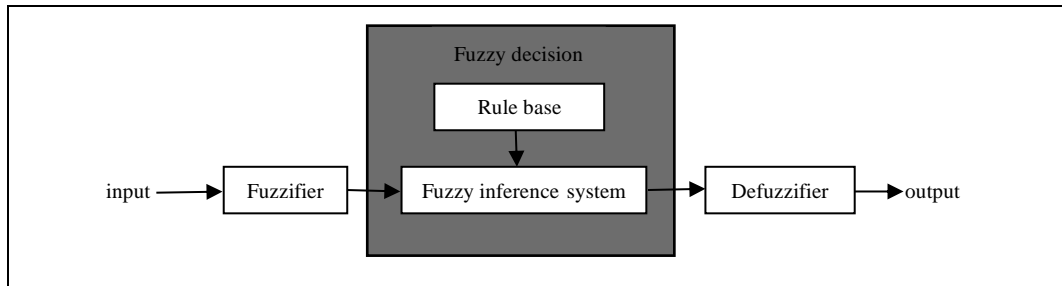 Fuzzy decision
Rule base
input
Fuzzifier
Fuzzy inference system
Defuzzifier
output